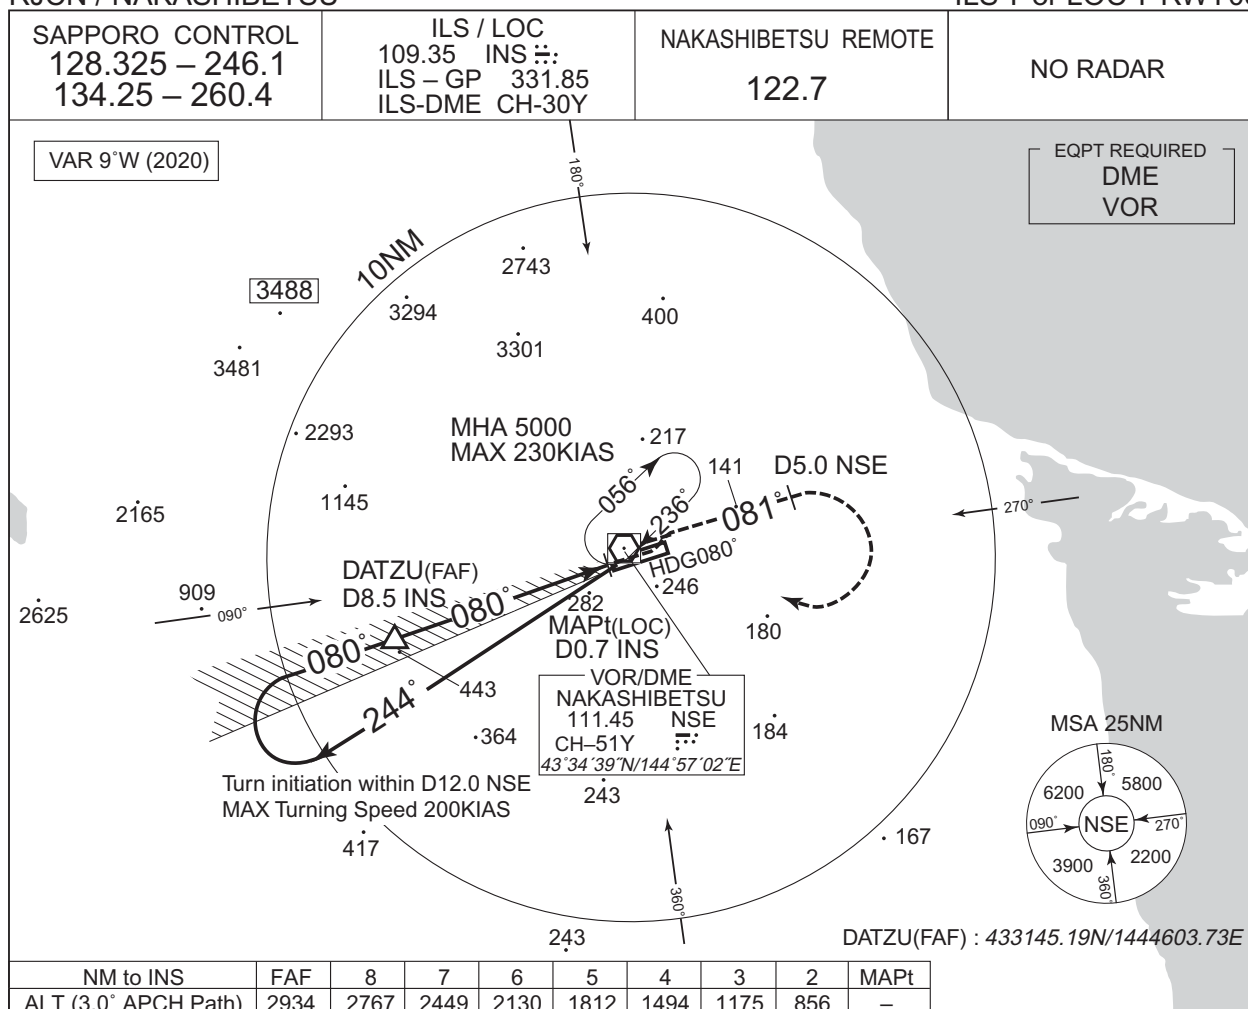 RJCN / NAKASHIBETSU
SAPPORO CONTROL
128.325 – 246.1
134.25 – 260.4
ILS / LOC
109.35 INS
ILS – GP 331.85
ILS-DME CH-30Y
NAKASHIBETSU REMOTE
122.7
NO RADAR
VAR 9˚W (2020)
EQPT REQUIRED
DME
VOR
180˚
10NM
2743
3488
3294
400
3301
3481
2293
MHA 5000
MAX 230KIAS
217
141
D5.0 NSE
056˚
236˚
081˚
270˚
1145
2165
HDG080˚
DATZU(FAF)
D8.5 INS
080˚
246
909
090˚
2625
282
MAPt(LOC)
D0.7 INS
180
080˚
VOR/DME
NAKASHIBETSU
111.45 NSE
CH–51Y
43˚34´39˝N/144˚57´02˝E
443
244˚
364
184
MSA 25NM
180˚
6200
5800
090˚
NSE
270˚
3900
2200
360˚
Turn initiation within D12.0 NSE
MAX Turning Speed 200KIAS
243
417
167
360˚
243
DATZU(FAF) : 433145.19N/1444603.73E
NM to INS FAF 8 7 6 5 4 3 2 MAPt
ALT (3.0˚ APCH Path) 2934 2767 2449 2130 1812 1494 1175 856 –